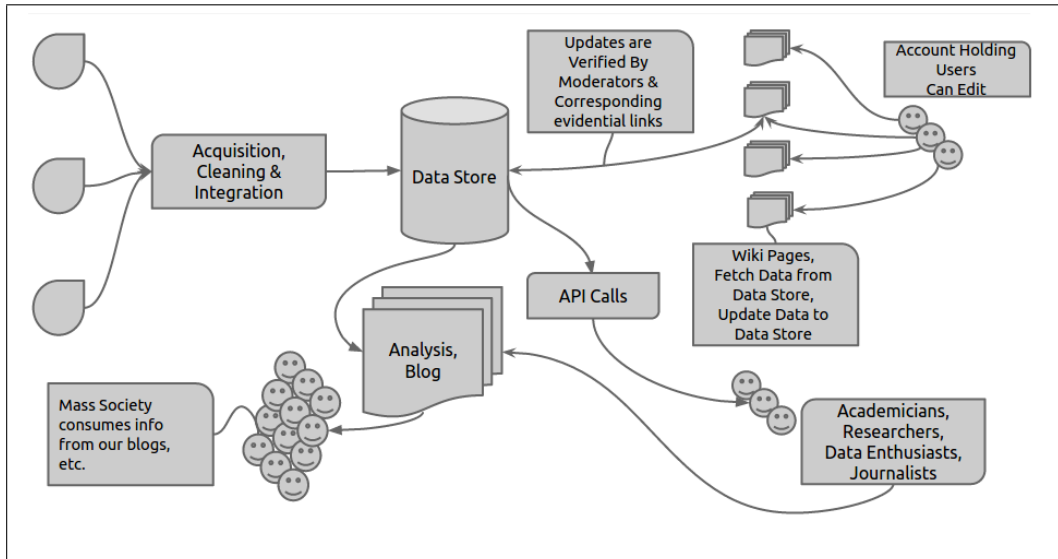 Updates are
Verified By
Moderators &
Corresponding
evidential links
Account Holding
Users
Can Edit
Acquisition,
Cleaning &
Integration
Data Store
Wiki Pages,
Fetch Data from
Data Store,
Update Data to
Data Store
API Calls
Analysis,
Blog
Mass Society
consumes info
from our blogs,
etc.
Academicians,
Researchers,
Data Enthusiasts,
Journalists